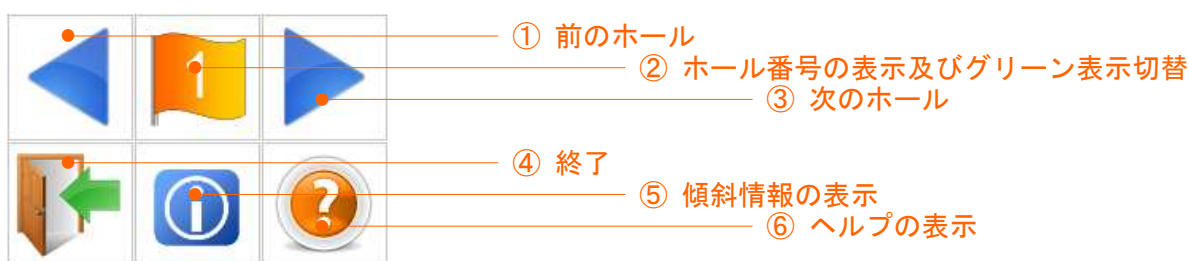 ① 前のホール
1
② ホール番号の表示及びグリーン表示切替
③ 次のホール
④ 終了
⑤ 傾斜情報の表示
⑥ ヘルプの表示